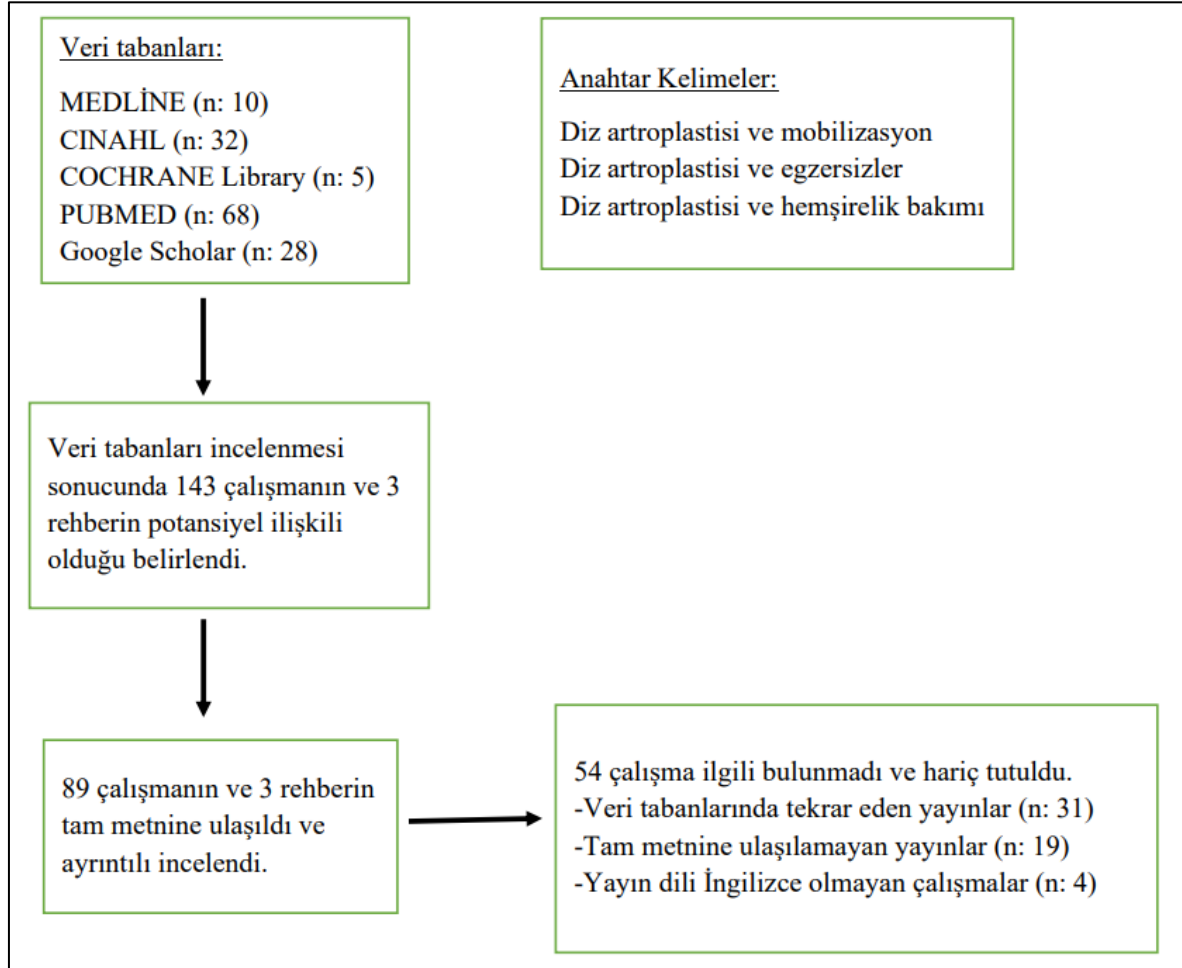 Veri tabanları:
MEDLİNE (n: 10)
CINAHL (n: 32)
COCHRANE Library (n: 5)
PUBMED (n: 68)
Google Scholar (n: 28)
Anahtar Kelimeler:
Diz artroplastisi ve mobilizasyon
Diz artroplastisi ve egzersizler
Diz artroplastisi ve hemşirelik bakımı
Veri tabanları incelenmesi
sonucunda 143 çalışmanın ve 3
rehberin potansiyel ilişkili
olduğu belirlendi.
89 çalışmanın ve 3 rehberin
tam metnine ulaşıldı ve
ayrıntılı incelendi.
54 çalışma ilgili bulunmadı ve hariç tutuldu.
-Veri tabanlarında tekrar eden yayınlar (n: 31)
-Tam metnine ulaşılamayan yayınlar (n: 19)
-Yayın dili İngilizce olmayan çalışmalar (n: 4)